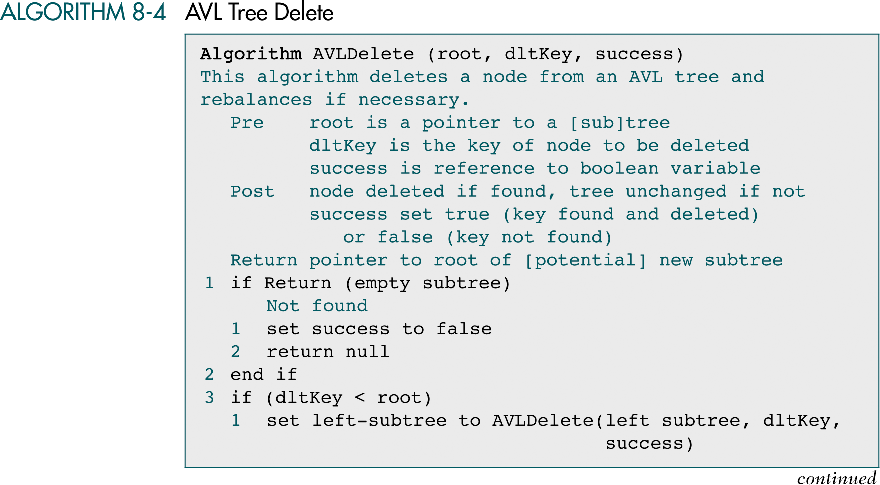 ALGORITHM 8-4 AVL Tree Delete
Algorithm AVLDelete (root, dltKey, success)
This algorithm deletes a node from an AVL tree and
rebalances if necessary.
Pre root is a pointer to a [sub]tree
dltKey is the key of node to be deleted
success is reference to boolean variable
Post node deleted if found, tree unchanged if not
success set true (key found and deleted)
or false (key not found)
Return pointer to root of [potential] new subtree
1 if Return (empty subtree)
Not found
1 set success to false
2 return null
2 end if
3 if (dltKey < root)
1 set left-subtree to AVLDelete(left subtree, dltKey,
success)
continued